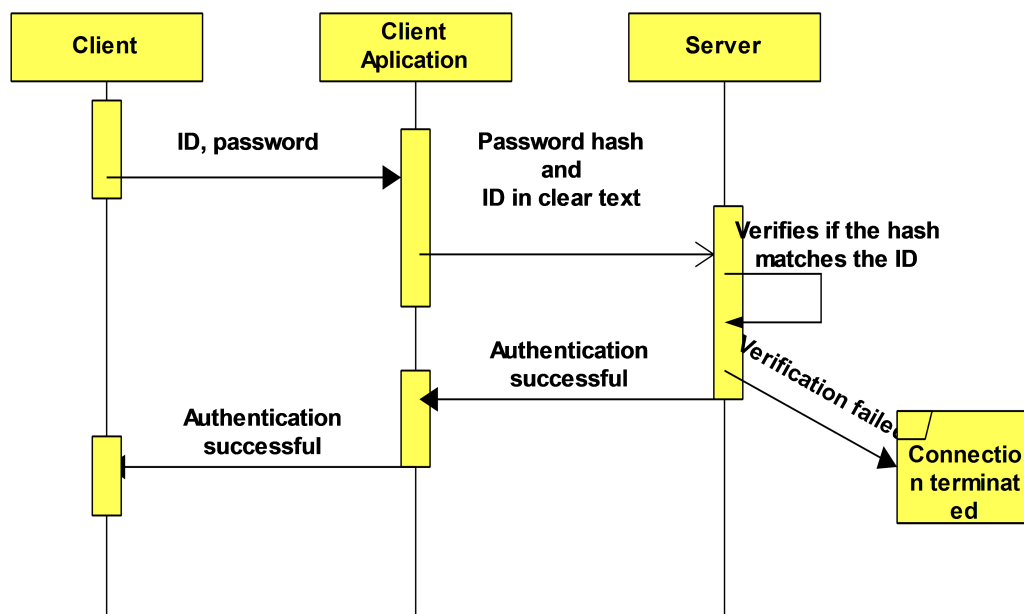 Client
Client
Aplication
Server
ID, password
Password hash
and
ID in clear text
Verifies if the hash
matches the ID
Verification failed
Authentication
successful
Authentication
successful
Connectio
n terminat
ed